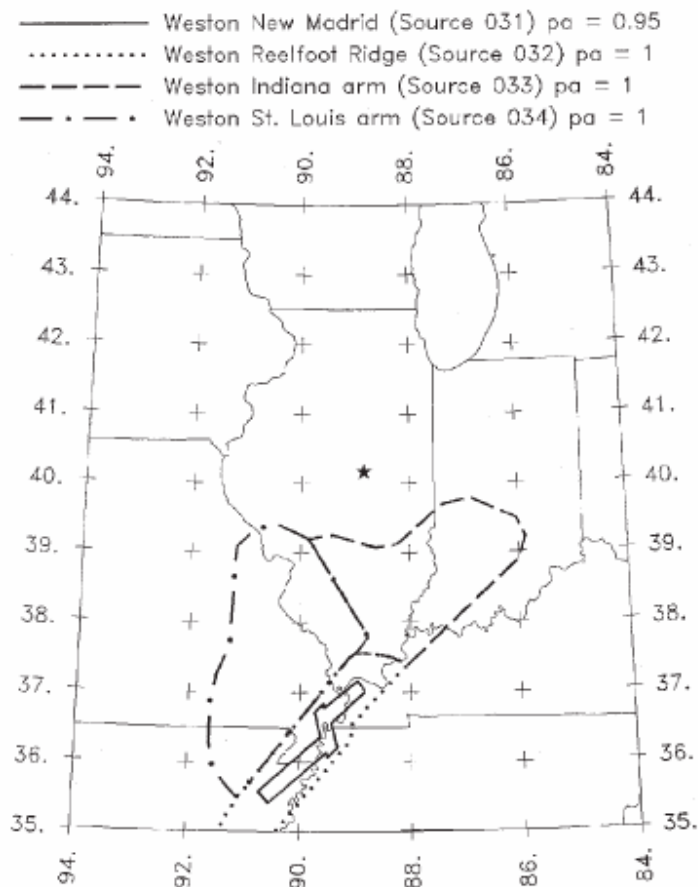 Weston New Madrid (Source 031) pa = 0.95
Weston Reelfoot Ridge (Source 032) pa = 1
Weston Indiana arm (Source 033) pa = 1
Weston St. Louis arm (Source 034) pa = 1
94. 92. 90. 88. 86. 84.
44. 44.
43. 43.
42. 42.
41. 41.
40. 40.
39. 39.
38. 38.
37. 37.
36. 36.
35. 35.
94. 92. 90. 88. 86. 84.